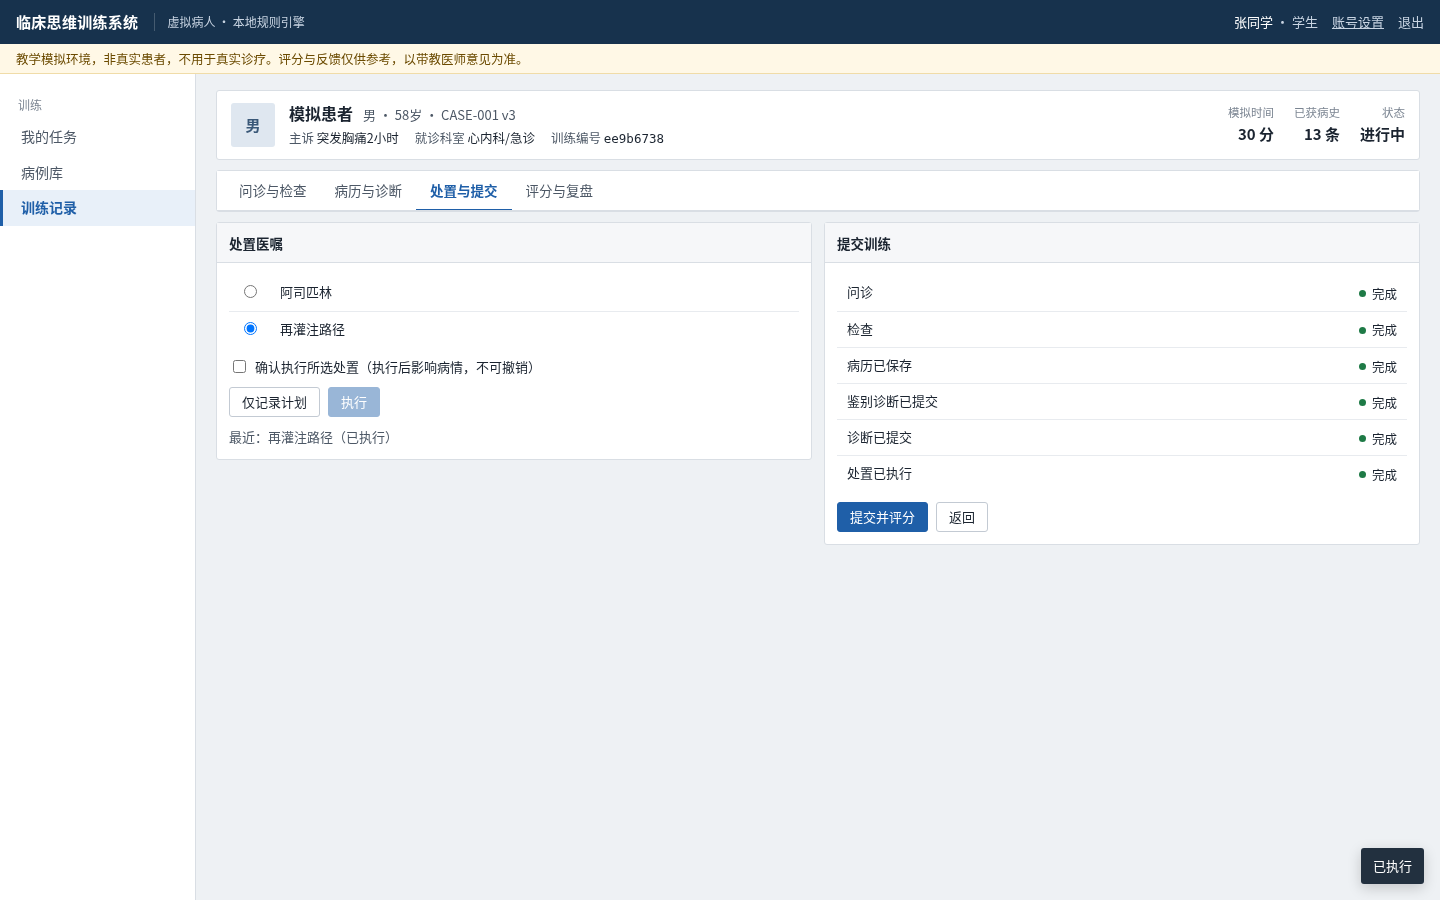 临床思维训练系统
虚拟病人 · 本地规则引擎
张同学 · 学生 账号设置 退出
教学模拟环境，非真实患者，不用于真实诊疗。评分与反馈仅供参考，以带教医师意见为准。
训练
我的任务
病例库
训练记录
男
模拟患者 男 · 58岁 · CASE-001 v3
主诉 突发胸痛2小时 就诊科室 心内科/急诊 训练编号 ee9b6738
模拟时间
30 分
已获病史
13 条
状态
进行中
问诊与检查 病历与诊断 处置与提交 评分与复盘
处置医嘱
阿司匹林
再灌注路径
确认执行所选处置（执行后影响病情，不可撤销）
仅记录计划 执行
最近：再灌注路径（已执行）
提交训练
问诊 完成
检查 完成
病历已保存 完成
鉴别诊断已提交 完成
诊断已提交 完成
处置已执行 完成
提交并评分 返回
已执行